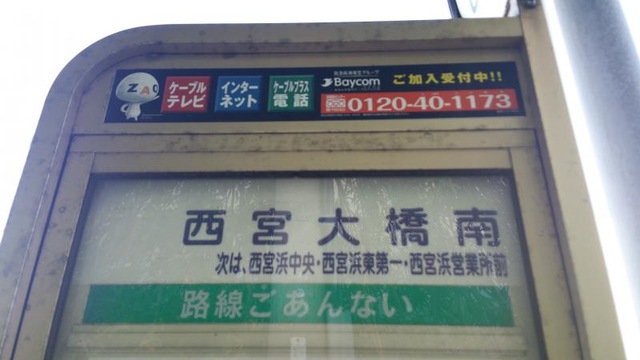 ZAQ
ケーブルテレビ
インターネット
ケーブルプラス電話
Baycom
ご加入受付中!!
0120-40-1173
西宮大橋南
次は、西宮浜中央・西宮浜東第一・西宮浜営業所前
路線ごあんない